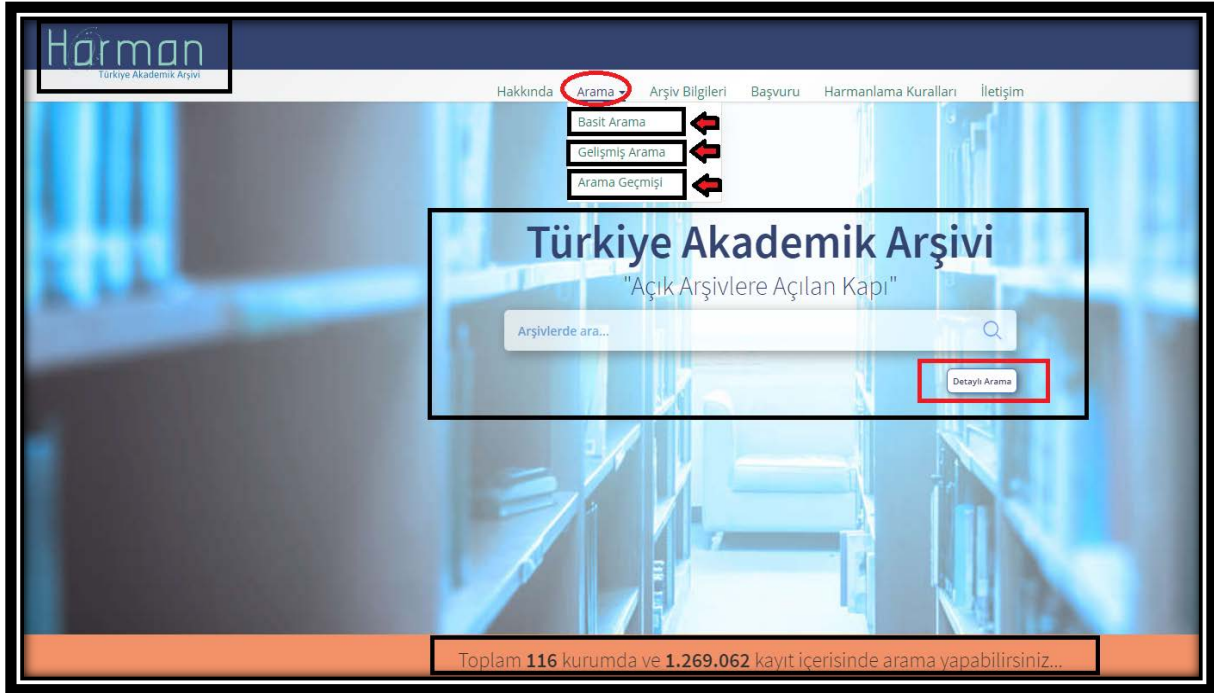 Harman
Türkiye Akademik Arşivi
Hakkında Arama Arşiv Bilgileri Başvuru Harmanlama Kuralları İletişim
Basit Arama
Gelişmiş Arama
Arama Geçmişi
Türkiye Akademik Arşivi
"Açık Arşivlere Açılan Kapı"
Arşivlerde ara...
Detaylı Arama
Toplam 116 kurumda ve 1.269.062 kayıt içerisinde arama yapabilirsiniz...